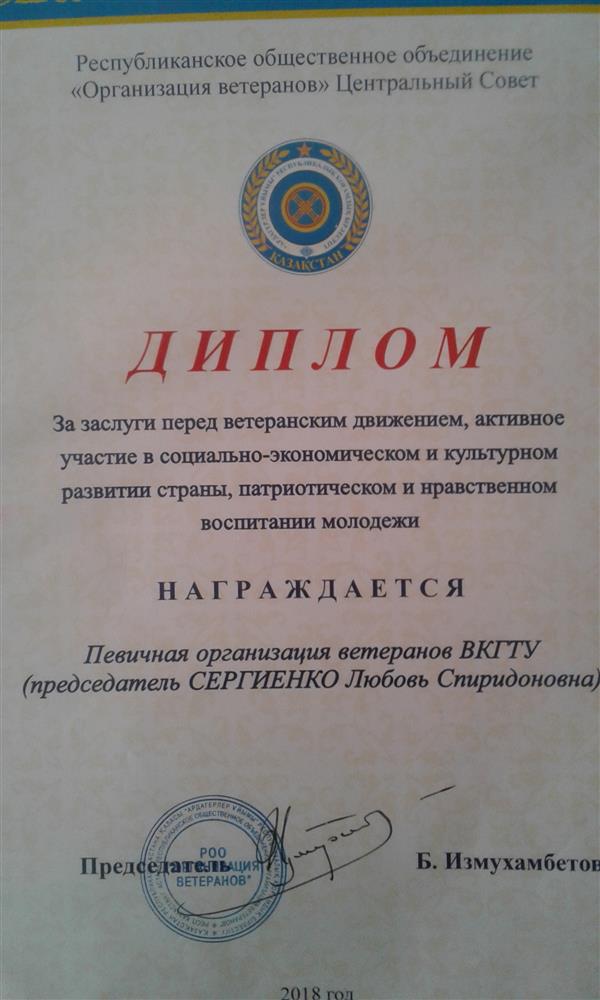 Республиканское общественное объединение
«Организация ветеранов» Центральный Совет
ҚАЗАҚСТАН
ДИПЛОМ
За заслуги перед ветеранским движением, активное
участие в социально-экономическом и культурном
развитии страны, патриотическом и нравственном
воспитании молодежи
НАГРАЖДАЕТСЯ
Певичная организация ветеранов ВКГТУ
(председатель СЕРГИЕНКО Любовь Спиридоновна)
РОО
"ОРГАНИЗАЦИЯ
ВЕТЕРАНОВ"
Председатель
Б. Измухамбетов
2018 год